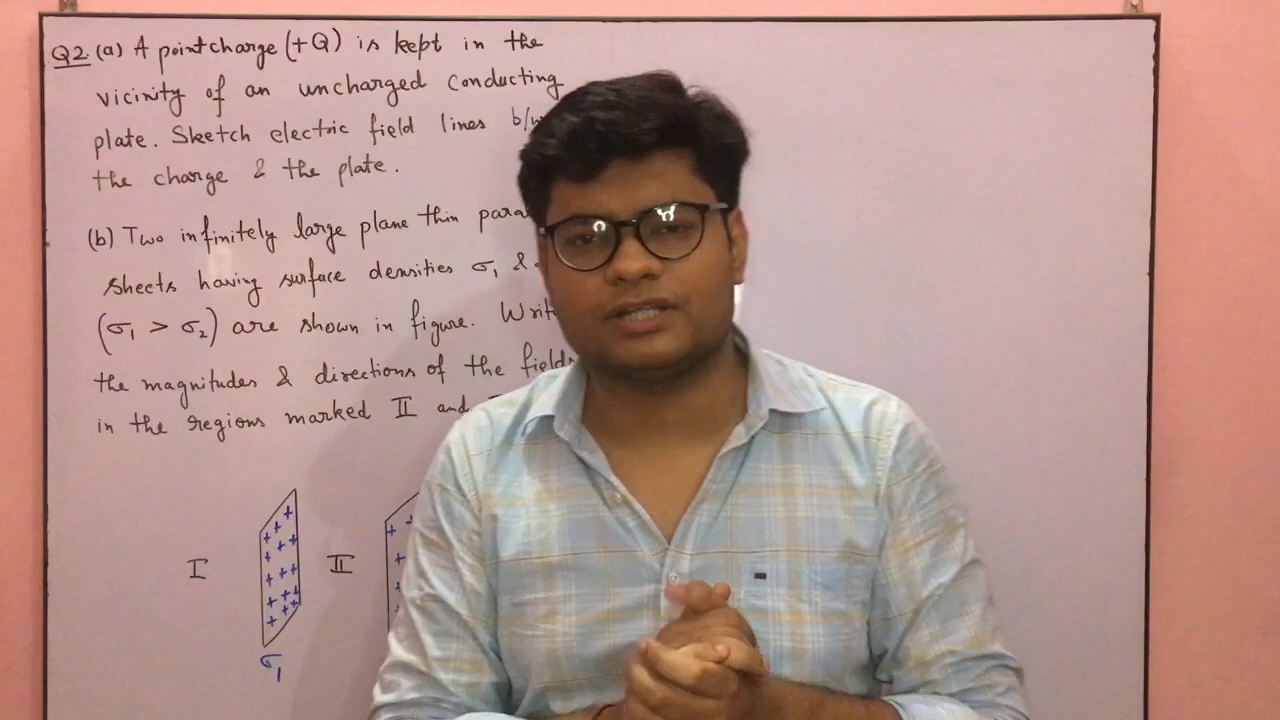 Q2. (a) A point charge (+Q) is kept in the
vicinity of an uncharged conducting
plate. Sketch electric field lines
the charge & the plate.
(b) Two infinitely large plane thin
sheets having surface densities σ₁ &
(σ₁ > σ₂) are shown in figure.
the magnitudes & directions of the fields
in the regions marked II and
I
II
σ₁